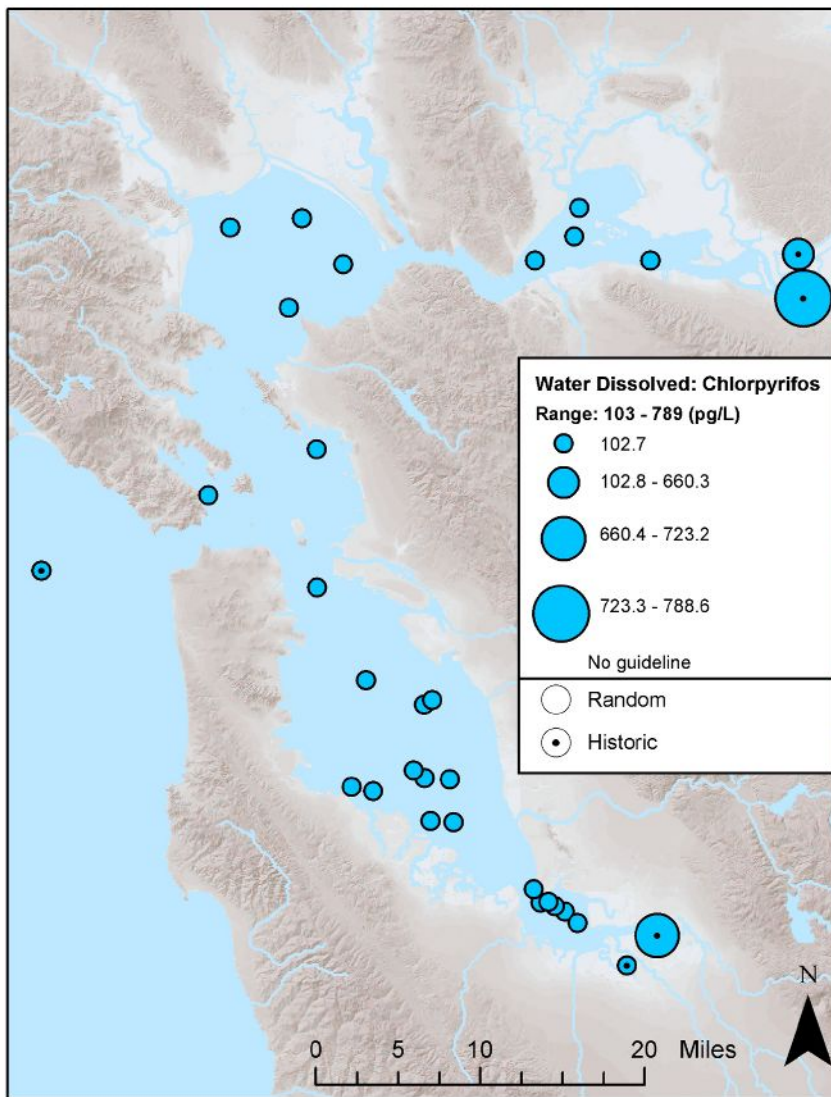 Water Dissolved: Chlorpyrifos
Range: 103 - 789 (pg/L)
102.7
102.8 - 660.3
660.4 - 723.2
723.3 - 788.6
No guideline
Random
Historic
N
0 5 10 20 Miles